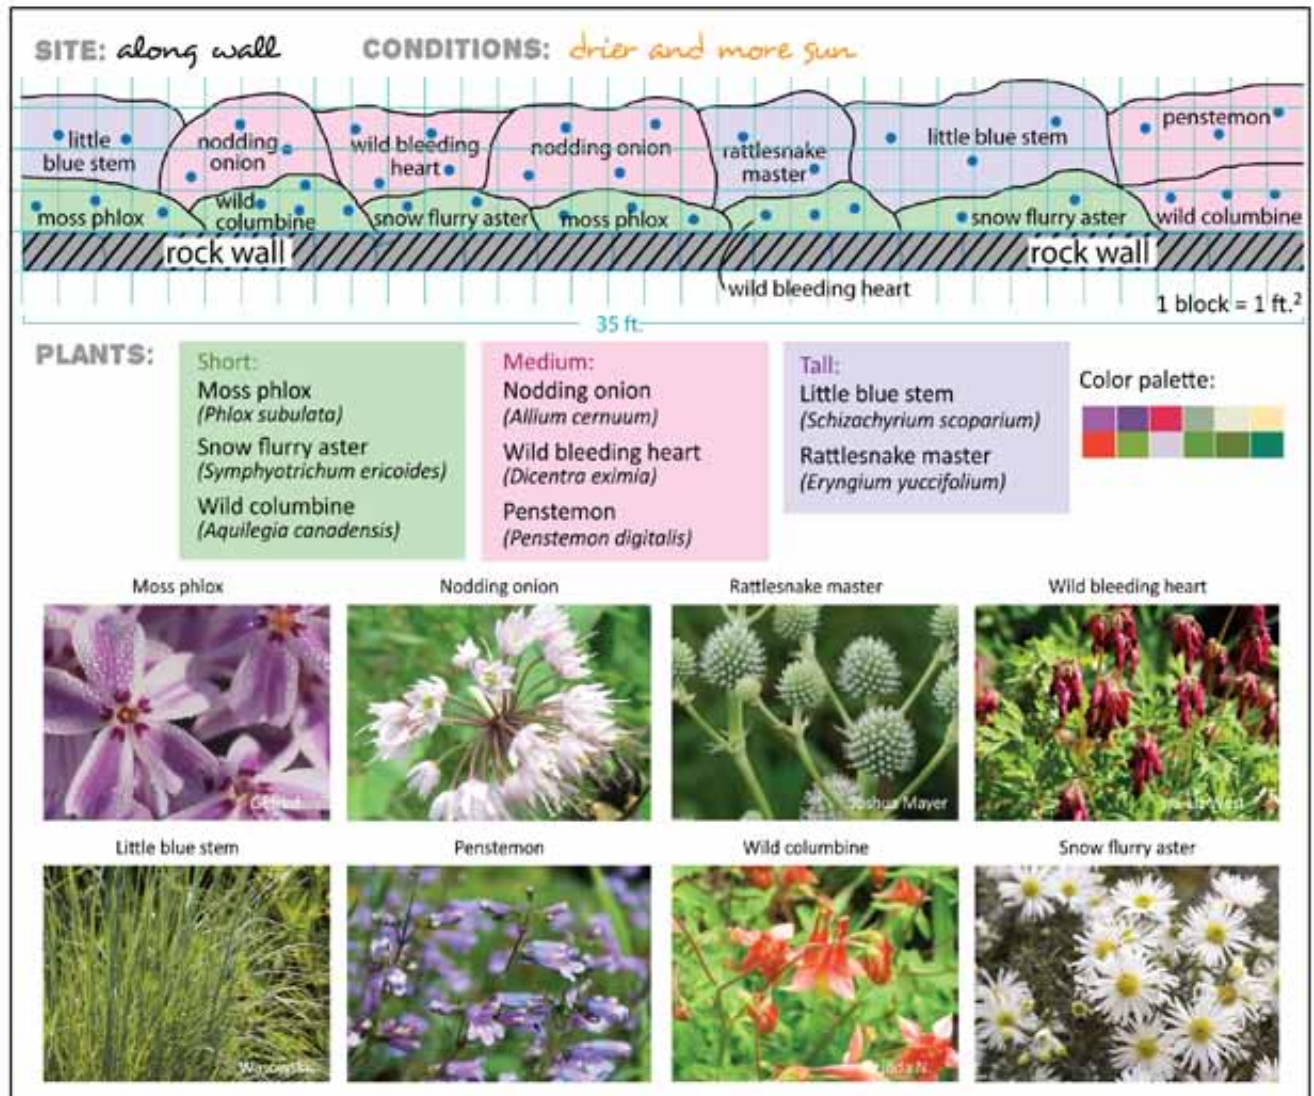 SITE: along wall CONDITIONS: drier and more sun
little
blue stem
nodding
onion
wild bleeding
heart
nodding onion
rattlesnake
master
little blue stem
penstemon
moss phlox
wild
columbine
snow flurry aster
moss phlox
snow flurry aster
wild columbine
rock wall
rock wall
wild bleeding heart
1 block = 1 ft.²
35 ft.
PLANTS:
Short:
Moss phlox
(Phlox subulata)
Snow flurry aster
(Symphyotrichum ericoides)
Wild columbine
(Aquilegia canadensis)
Medium:
Nodding onion
(Allium cernuum)
Wild bleeding heart
(Dicentra eximia)
Penstemon
(Penstemon digitalis)
Tall:
Little blue stem
(Schizachyrium scoparium)
Rattlesnake master
(Eryngium yuccifolium)
Color palette:
Moss phlox
Nodding onion
Rattlesnake master
Wild bleeding heart
Joshua Mayer
West
Little blue stem
Penstemon
Wild columbine
Snow flurry aster